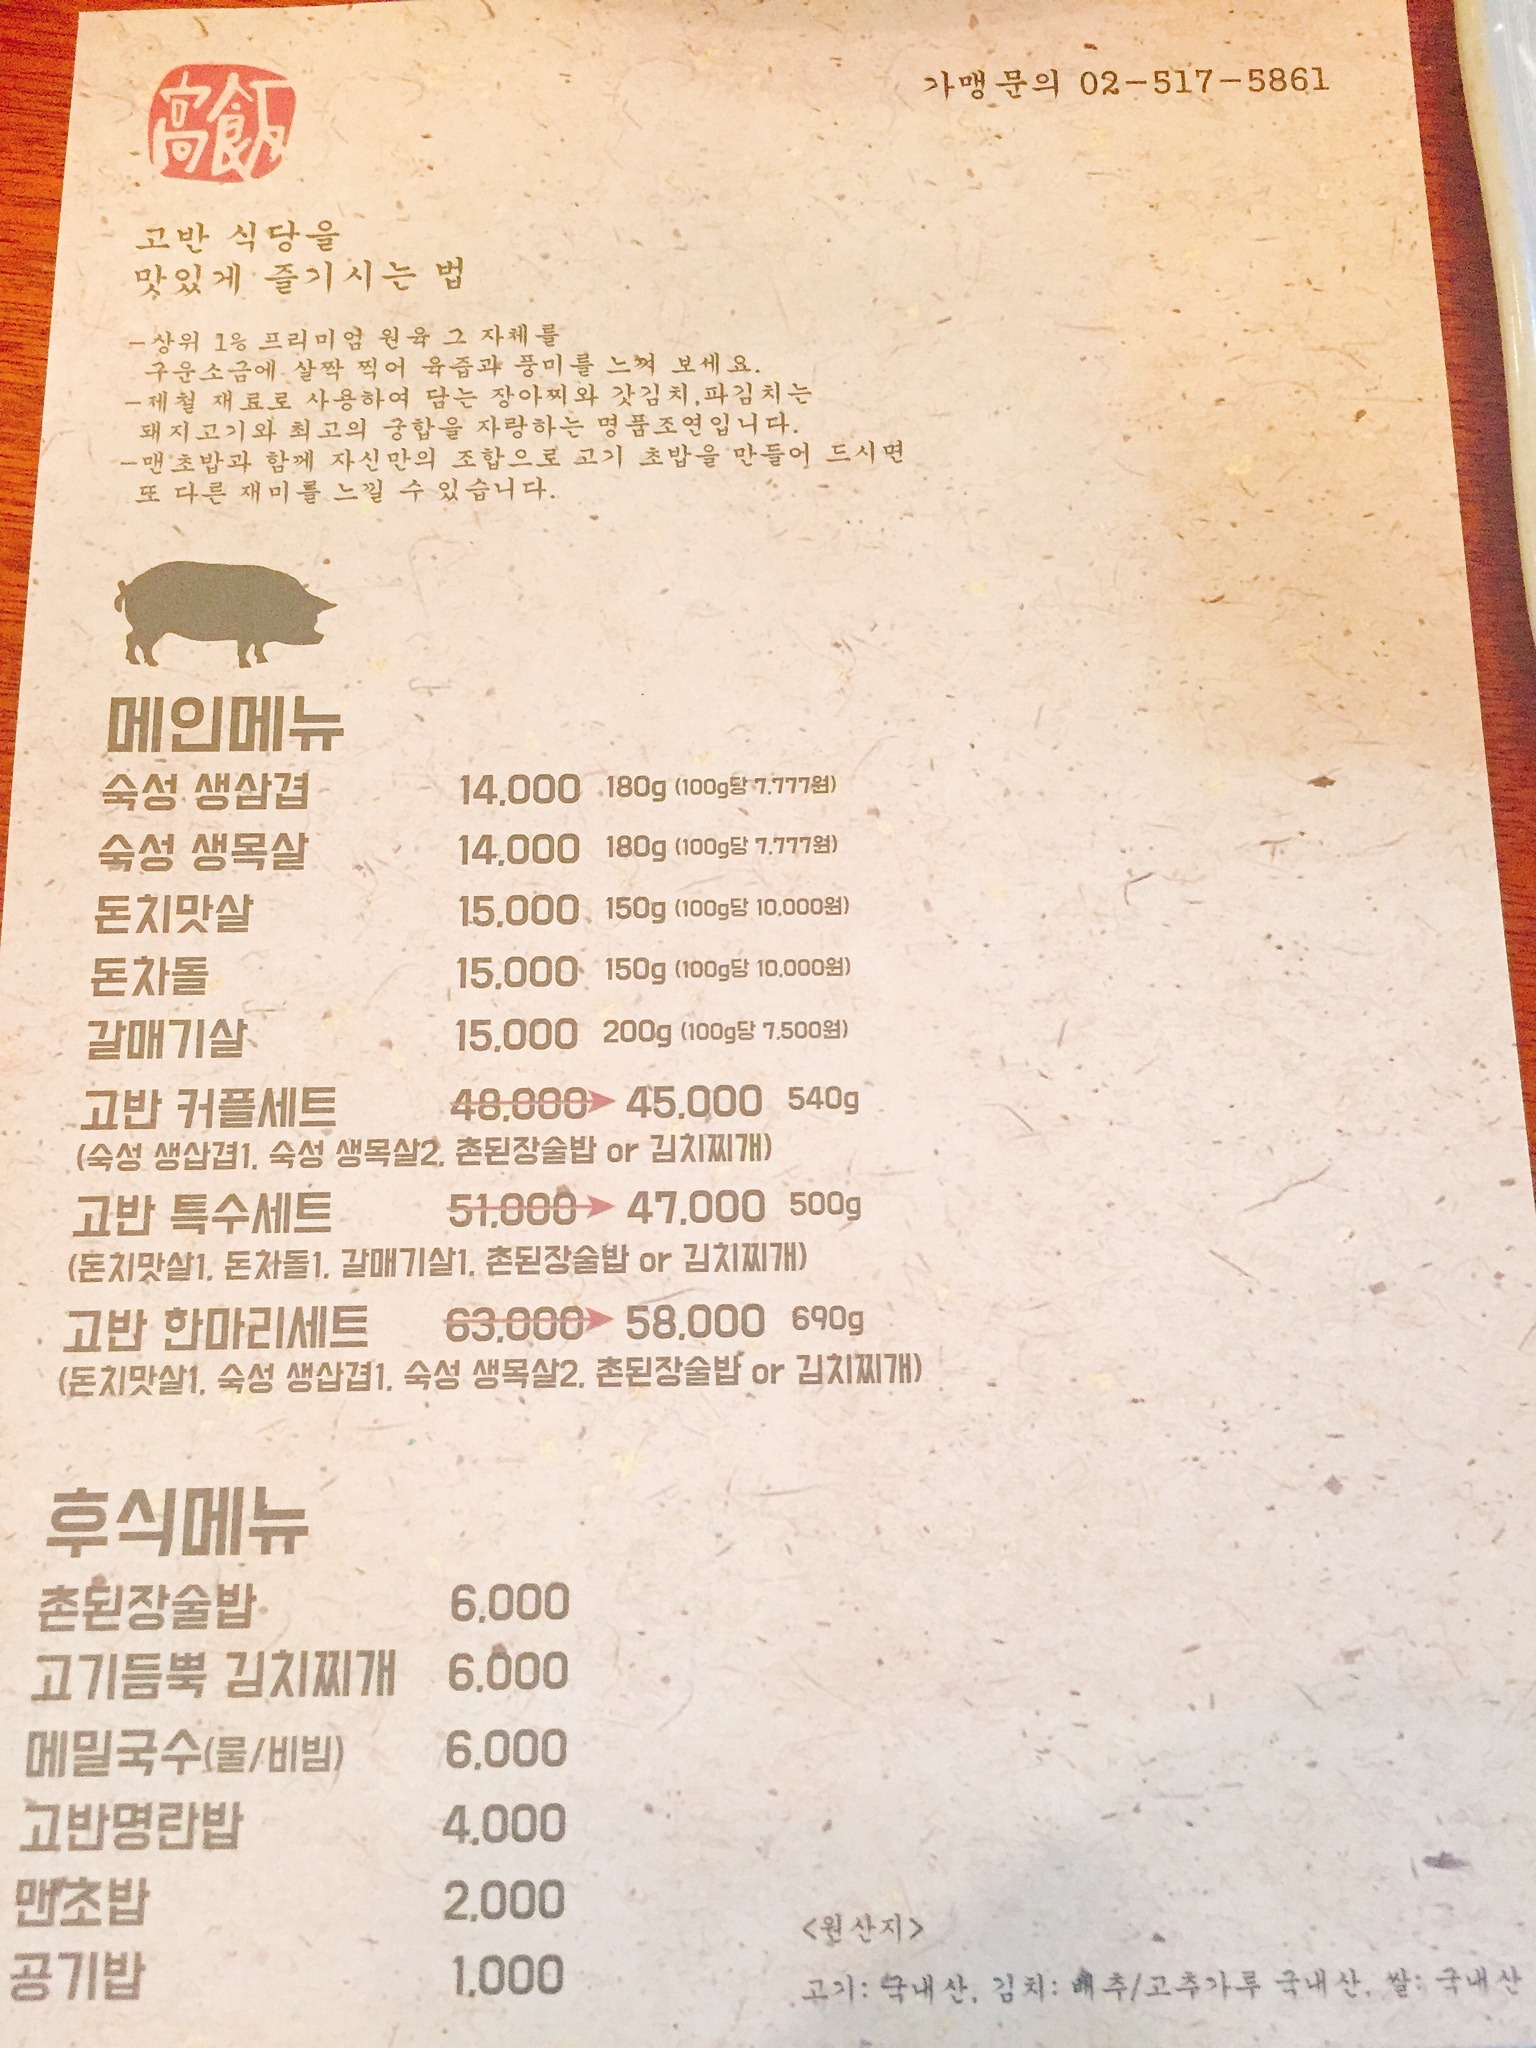 高飯
가맹문의 02-517-5861
고반 식당을
맛있게 즐기시는 법
-상위 1% 프리미엄 원육 그 자체를
구운소금에 살짝 찍어 육즙과 풍미를 느껴 보세요.
-제철 재료로 사용하여 담는 장아찌와 갓김치,파김치는
돼지고기와 최고의 궁합을 자랑하는 명품조연입니다.
-맨초밥과 함께 자신만의 조합으로 고기 초밥을 만들어 드시면
또 다른 재미를 느낄 수 있습니다.
메인메뉴
숙성 생삼겹 14,000 180g (100g당 7,777원)
숙성 생목살 14,000 180g (100g당 7,777원)
돈치맛살 15,000 150g (100g당 10,000원)
돈차돌 15,000 150g (100g당 10,000원)
갈매기살 15,000 200g (100g당 7,500원)
고반 커플세트 48,000 45,000 540g
(숙성 생삼겹1, 숙성 생목살2, 촌된장술밥 or 김치찌개)
고반 특수세트 51,000 47,000 500g
(돈치맛살1, 돈차돌1, 갈매기살1, 촌된장술밥 or 김치찌개)
고반 한마리세트 63,000 58,000 690g
(돈치맛살1, 숙성 생삼겹1, 숙성 생목살2, 촌된장술밥 or 김치찌개)
후식메뉴
촌된장술밥 6,000
고기듬뿍 김치찌개 6,000
메밀국수(물/비빔) 6,000
고반명란밥 4,000
맨초밥 2,000
공기밥 1,000
<원산지>
고기: 국내산, 김치: 배추/고추가루 국내산, 쌀: 국내산